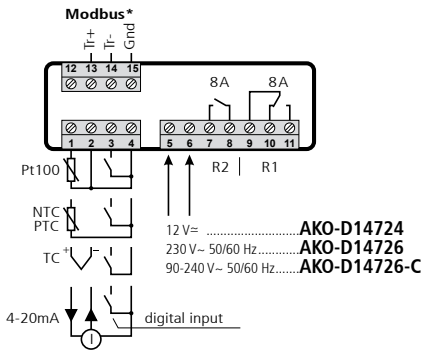 Modbus*
Tr+ Tr- Gnd
12 13 14 15
8A 8A
1 2 3 4 5 6 7 8 9 10 11
R2 | R1
Pt100
NTC
PTC
TC + -
12 V≂ ........................AKO-D14724
230 V~ 50/60 Hz............AKO-D14726
90-240 V~ 50/60 Hz.......AKO-D14726-C
4-20mA
I
digital input